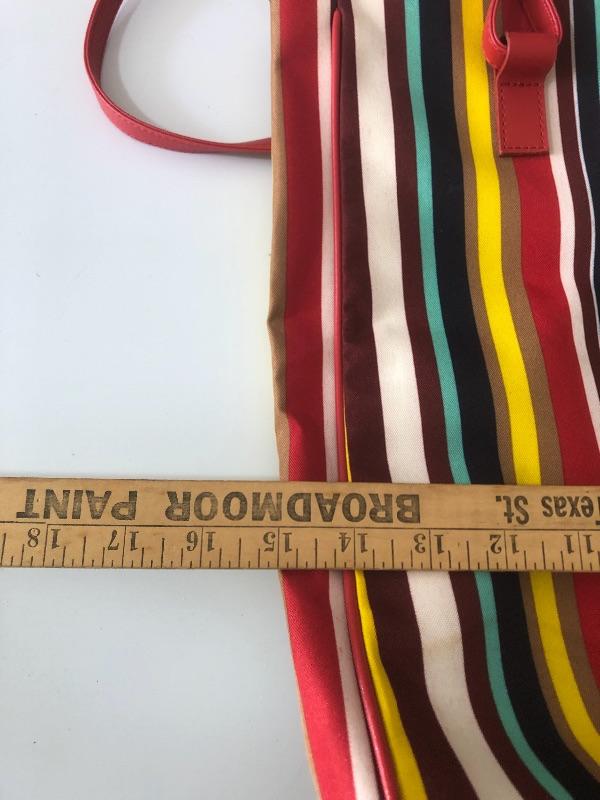 BROADMOOR PAINT
Texas St.
11 12 13 14 15 16 17 18